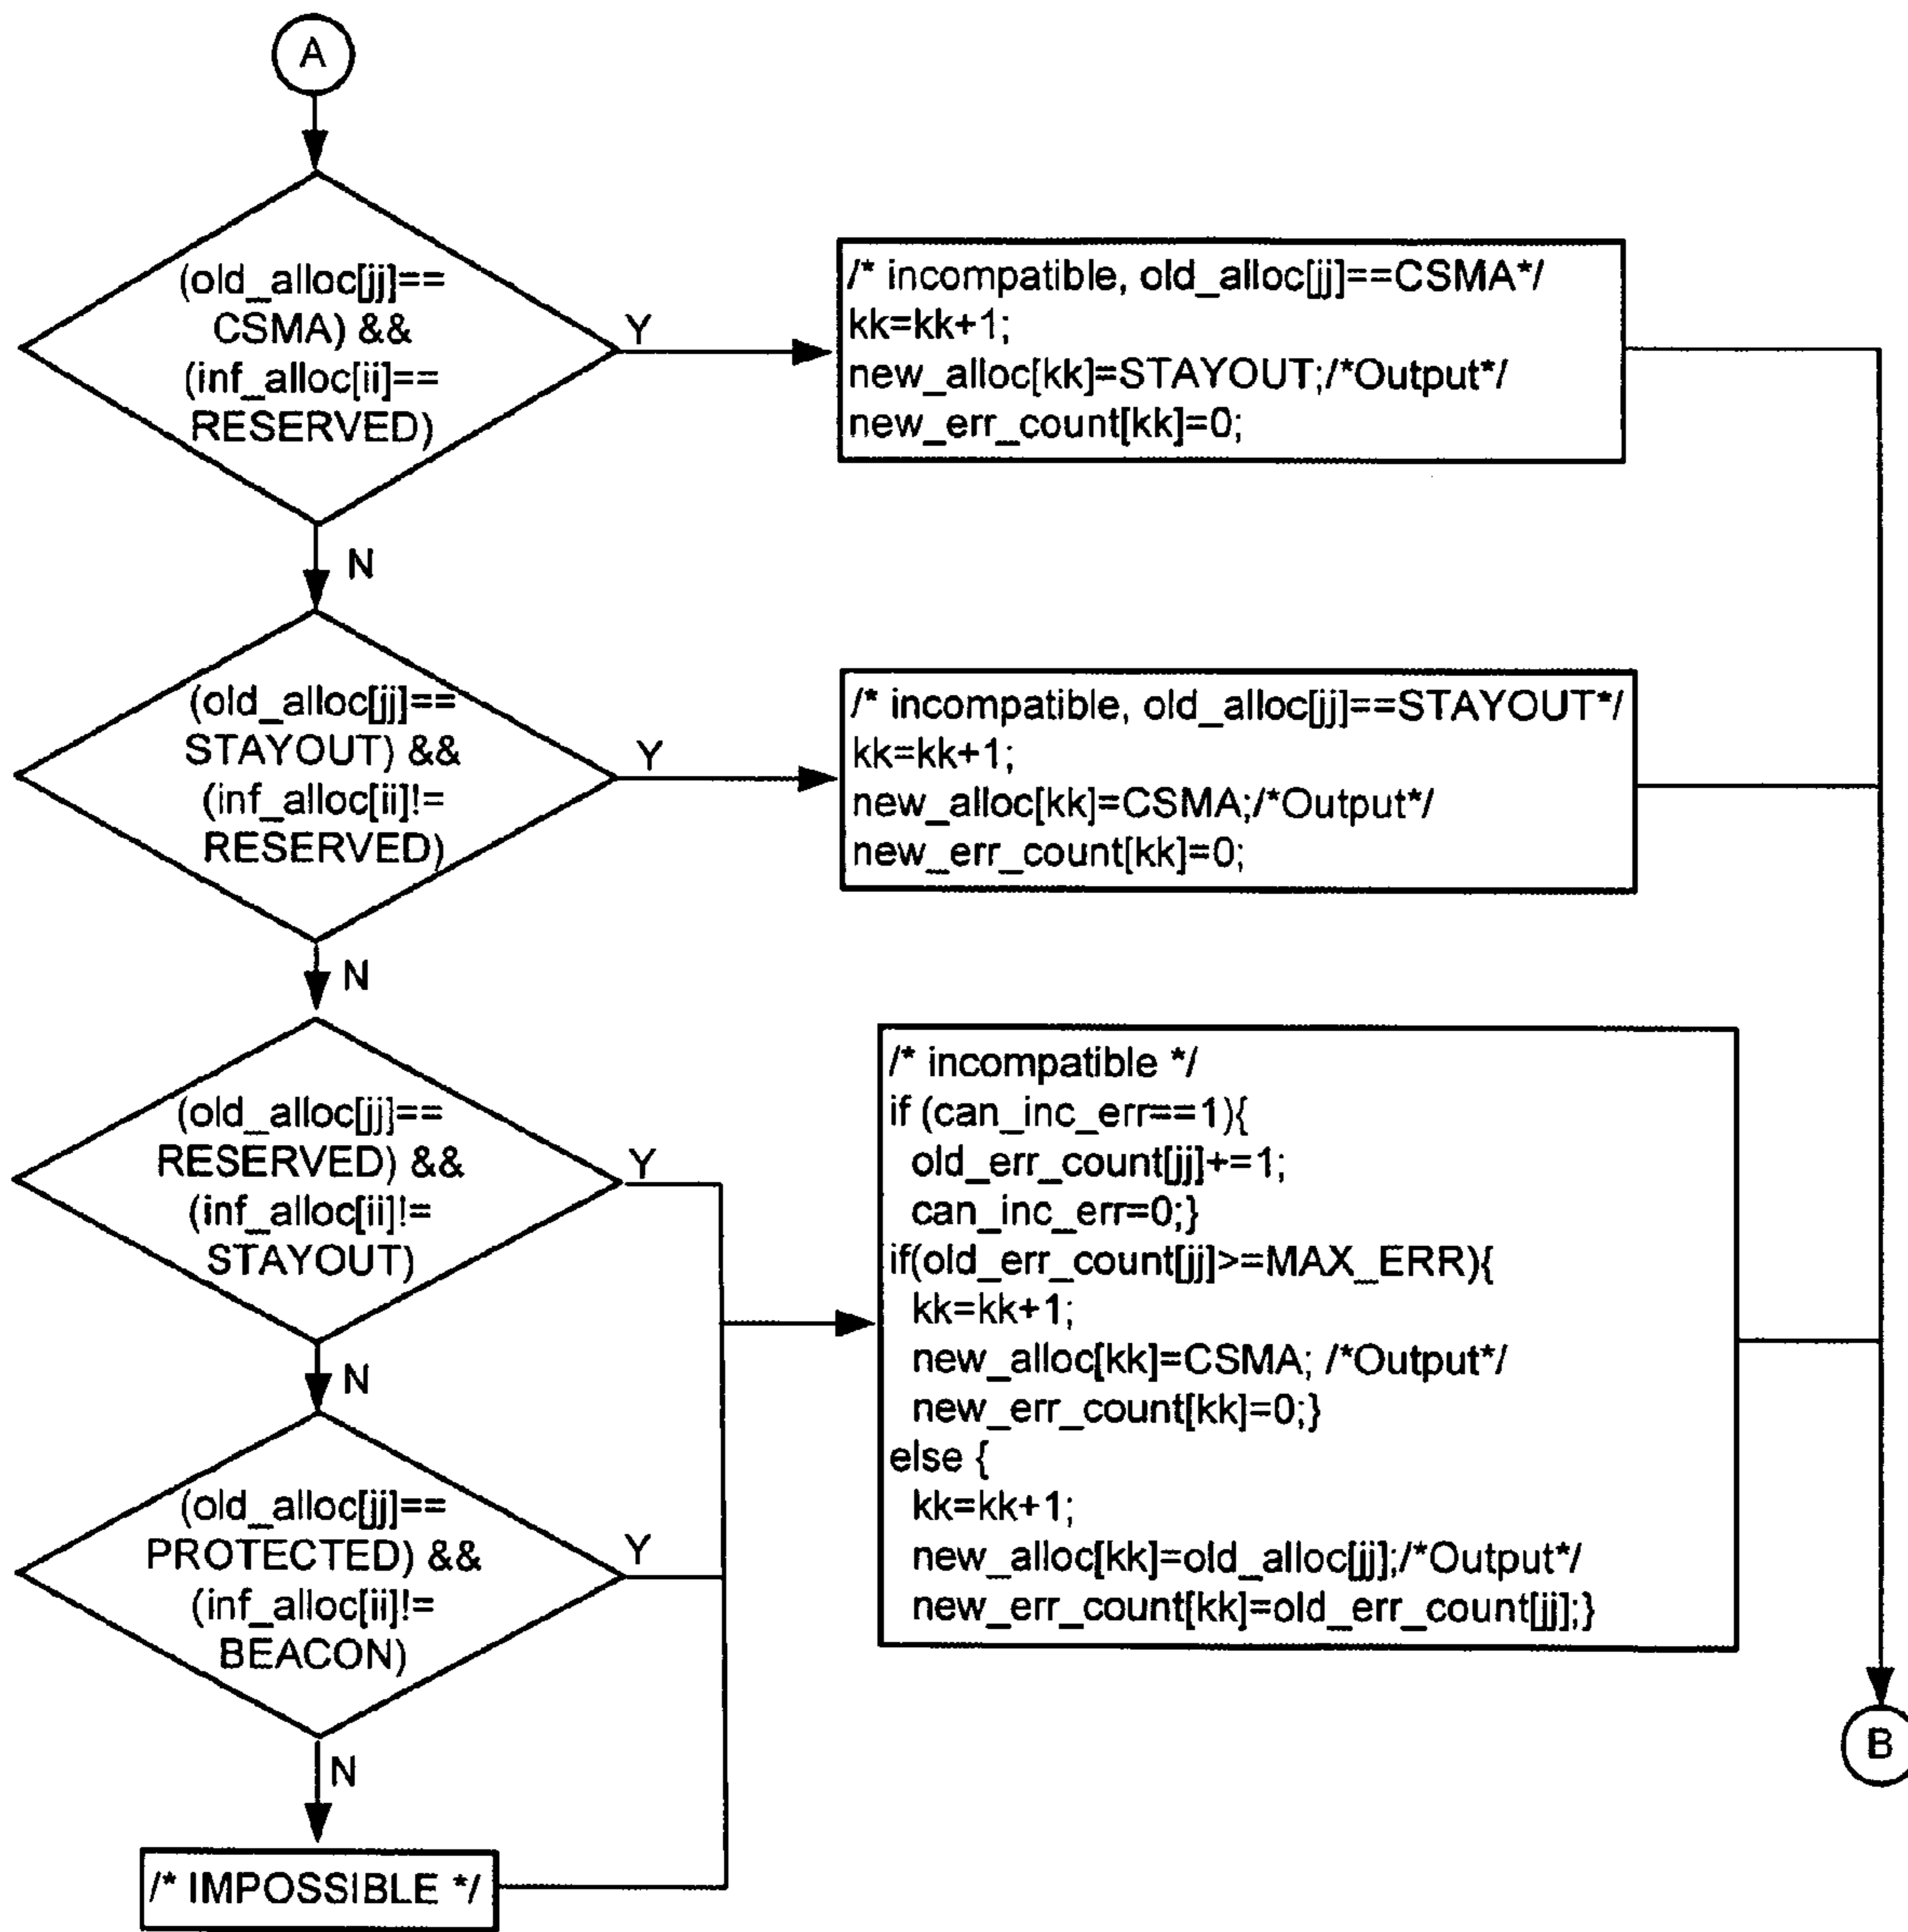 A
(old_alloc[jj]==
CSMA) &&
(inf_alloc[ii]==
RESERVED)
Y
/* incompatible, old_alloc[jj]==CSMA*/
kk=kk+1;
new_alloc[kk]=STAYOUT;/*Output*/
new_err_count[kk]=0;
N
(old_alloc[jj]==
STAYOUT) &&
(inf_alloc[ii]!=
RESERVED)
Y
/* incompatible, old_alloc[jj]==STAYOUT*/
kk=kk+1;
new_alloc[kk]=CSMA;/*Output*/
new_err_count[kk]=0;
N
(old_alloc[jj]==
RESERVED) &&
(inf_alloc[ii]!=
STAYOUT)
Y
/* incompatible */
if (can_inc_err==1){
old_err_count[jj]+=1;
can_inc_err=0;}
if(old_err_count[jj]>=MAX_ERR){
kk=kk+1;
new_alloc[kk]=CSMA; /*Output*/
new_err_count[kk]=0;}
else {
kk=kk+1;
new_alloc[kk]=old_alloc[jj];/*Output*/
new_err_count[kk]=old_err_count[jj];}
N
(old_alloc[jj]==
PROTECTED) &&
(inf_alloc[ii]!=
BEACON)
Y
N
/* IMPOSSIBLE */
B